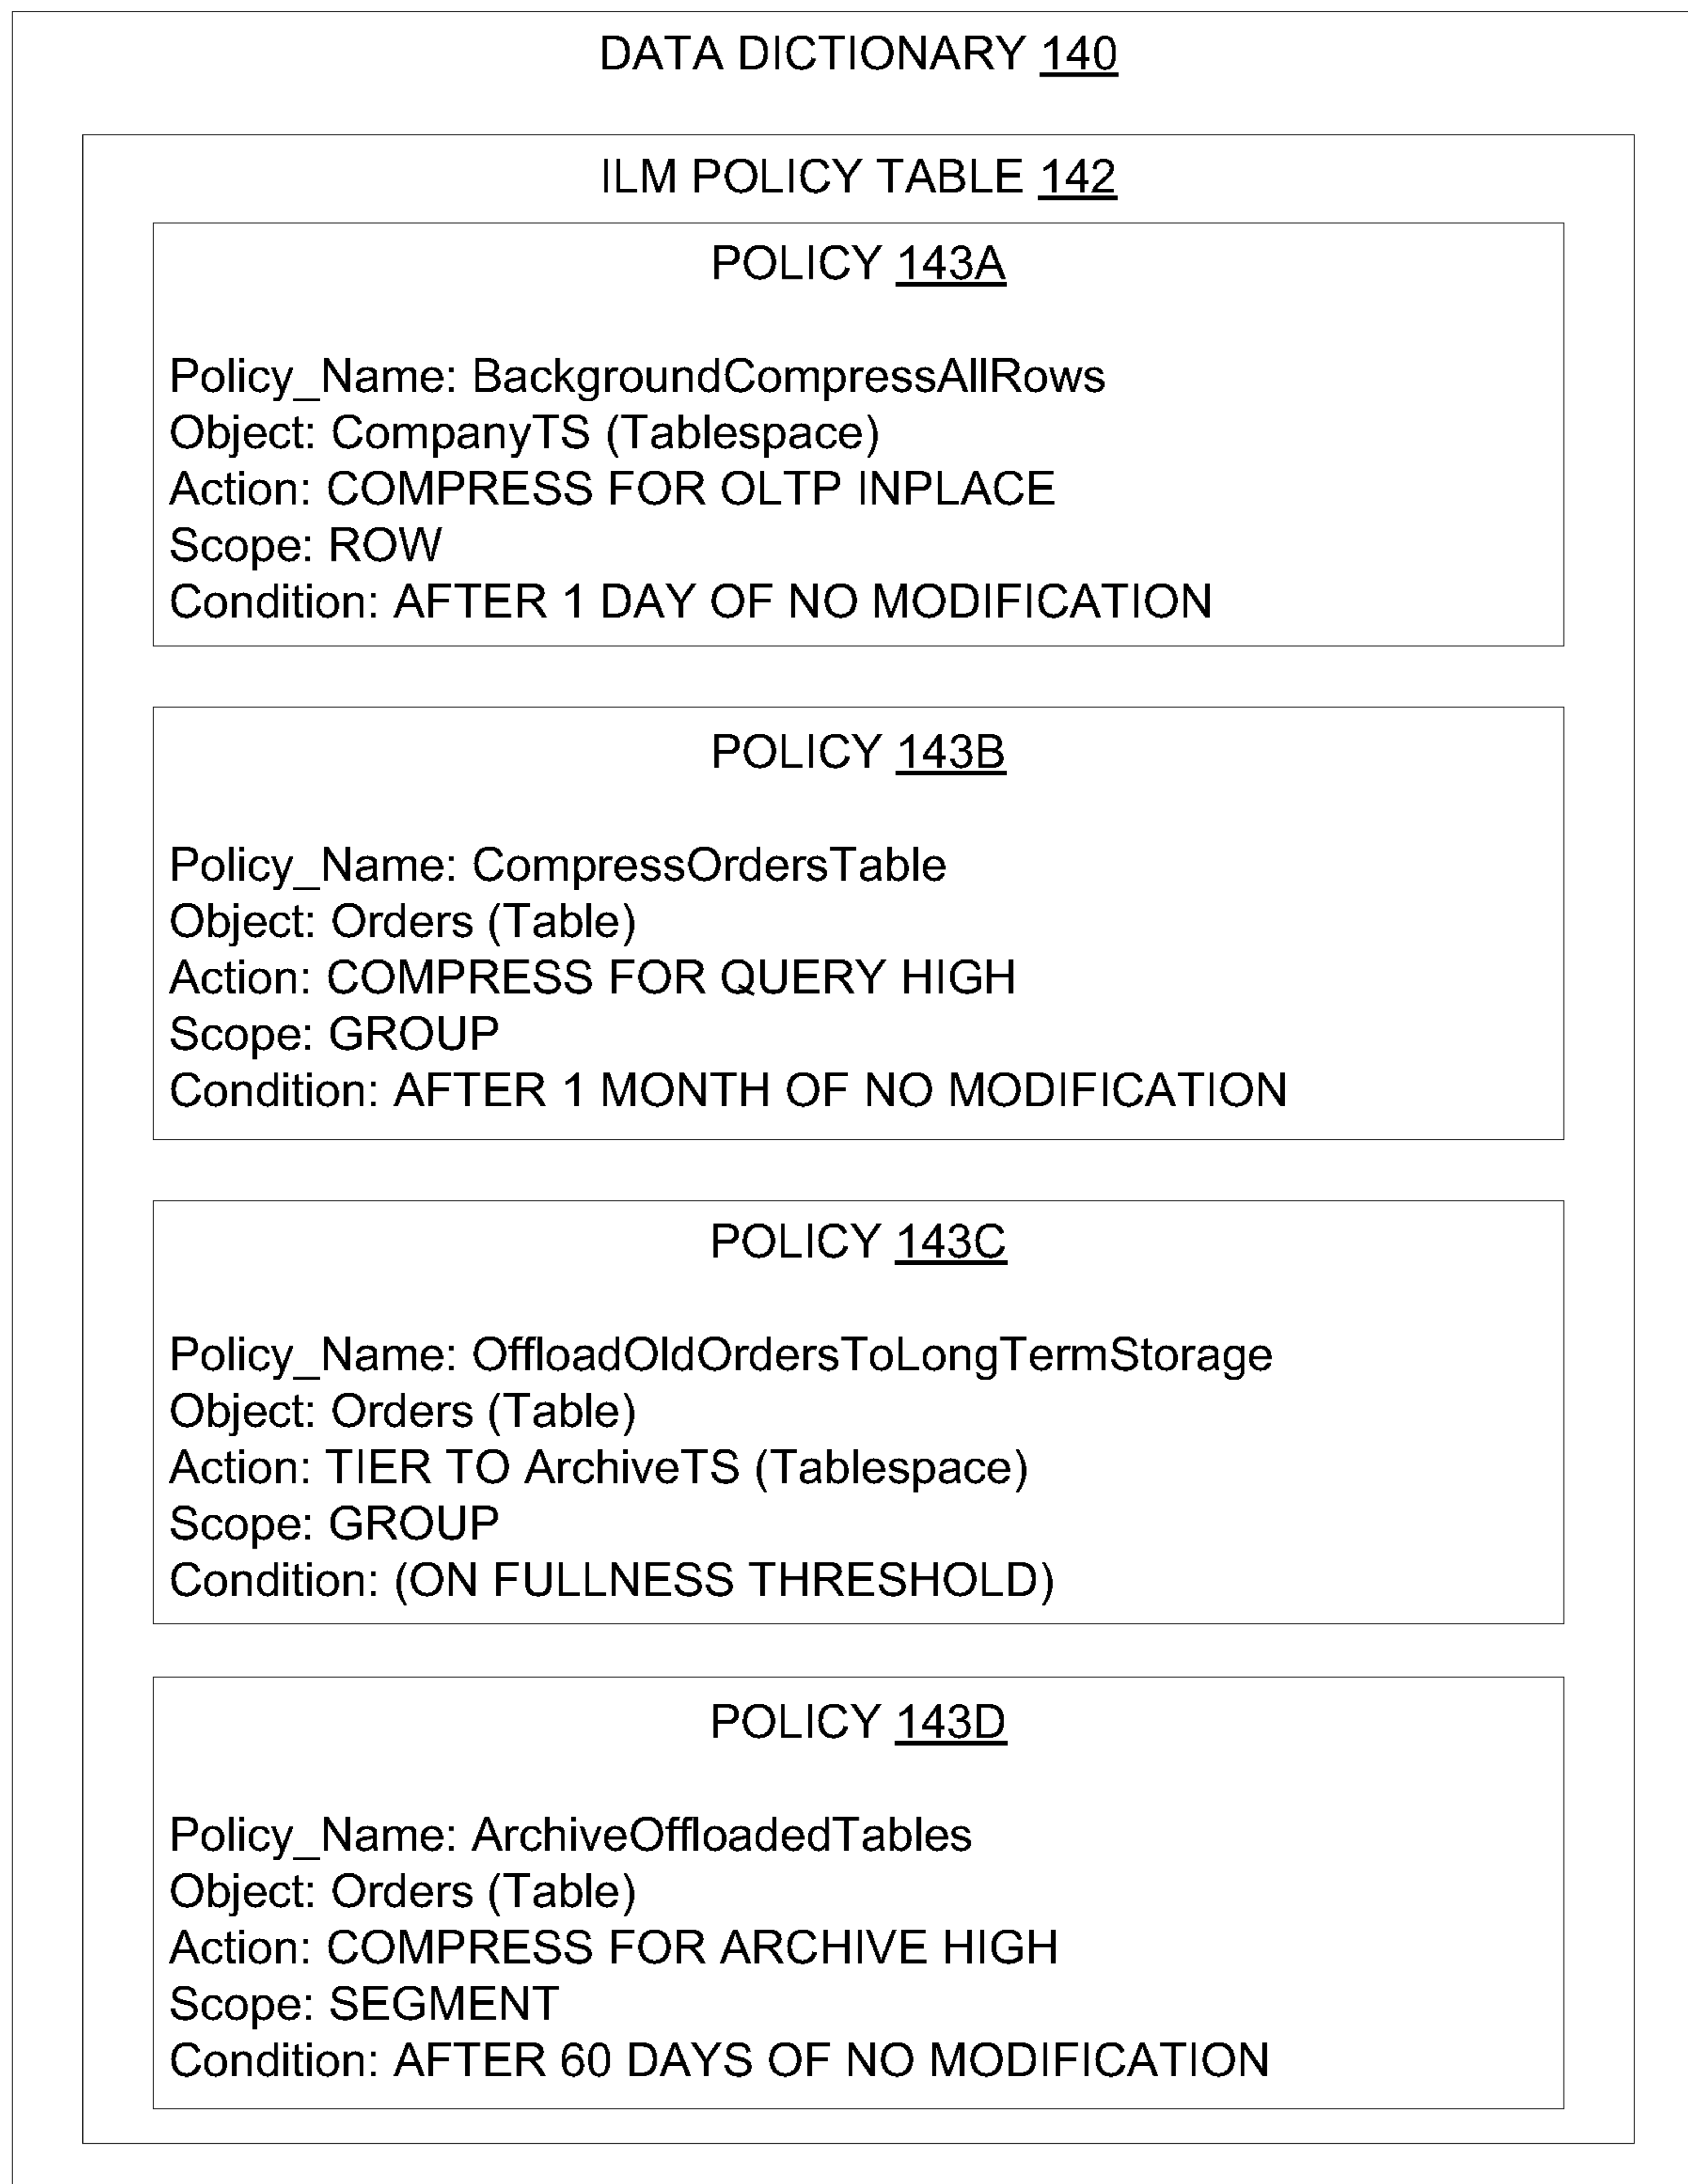 DATA DICTIONARY 140
ILM POLICY TABLE 142
POLICY 143A
Policy_Name: BackgroundCompressAllRows
Object: CompanyTS (Tablespace)
Action: COMPRESS FOR OLTP INPLACE
Scope: ROW
Condition: AFTER 1 DAY OF NO MODIFICATION
POLICY 143B
Policy_Name: CompressOrdersTable
Object: Orders (Table)
Action: COMPRESS FOR QUERY HIGH
Scope: GROUP
Condition: AFTER 1 MONTH OF NO MODIFICATION
POLICY 143C
Policy_Name: OffloadOldOrdersToLongTermStorage
Object: Orders (Table)
Action: TIER TO ArchiveTS (Tablespace)
Scope: GROUP
Condition: (ON FULLNESS THRESHOLD)
POLICY 143D
Policy_Name: ArchiveOffloadedTables
Object: Orders (Table)
Action: COMPRESS FOR ARCHIVE HIGH
Scope: SEGMENT
Condition: AFTER 60 DAYS OF NO MODIFICATION